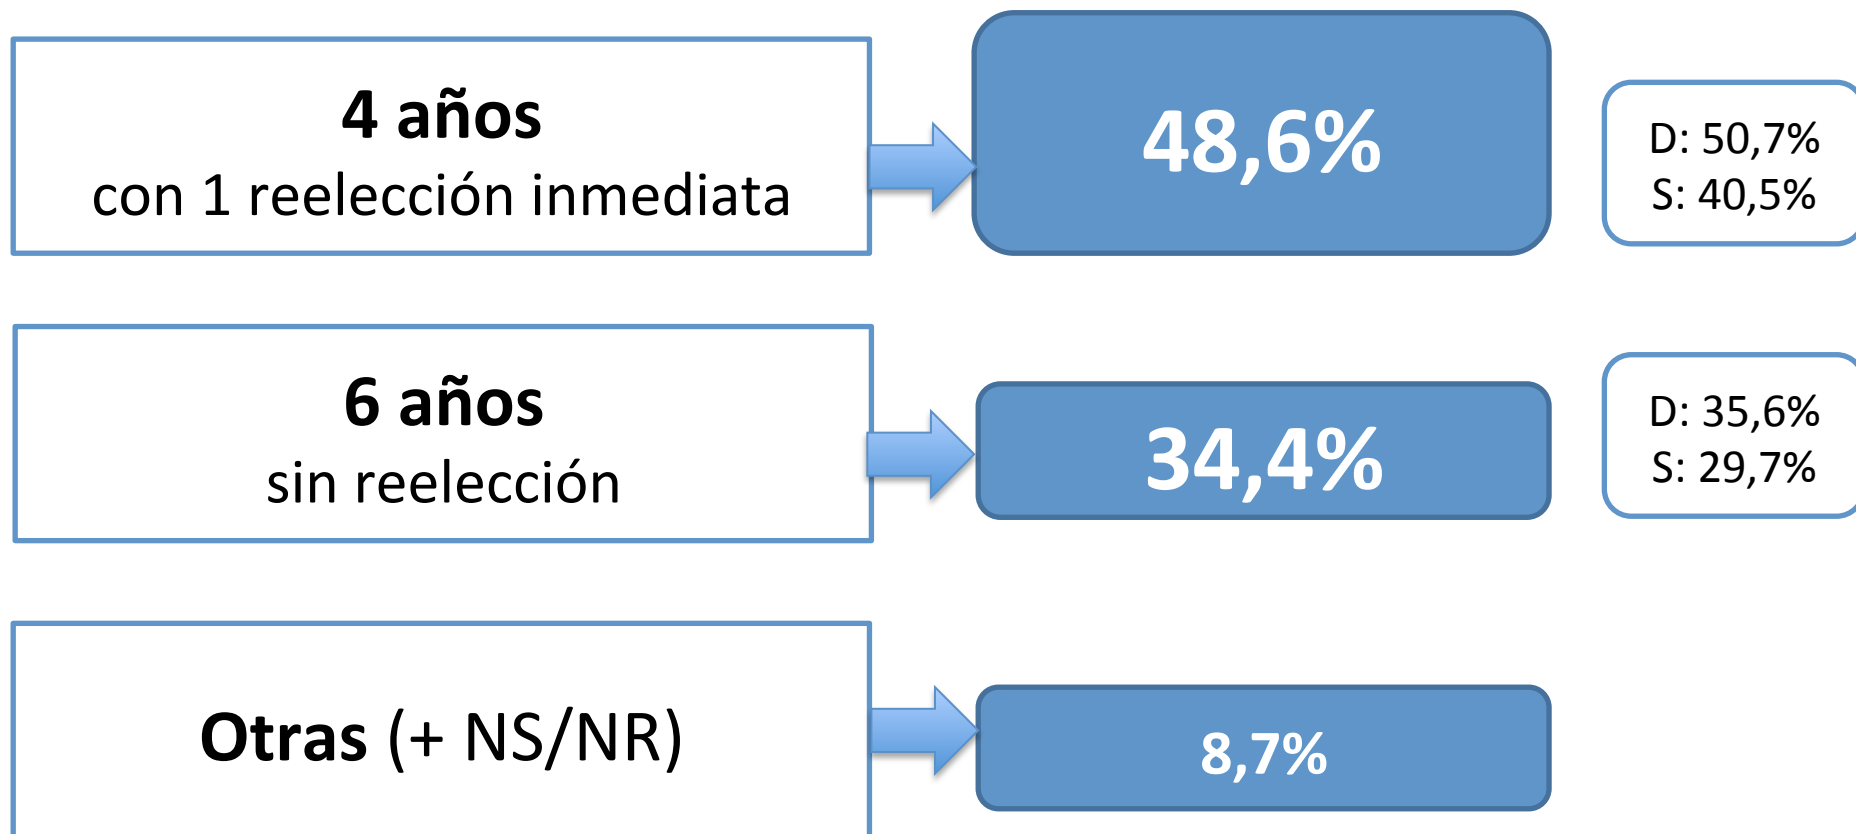 4 años
con 1 reelección inmediata
48,6%
D: 50,7%
S: 40,5%
6 años
sin reelección
34,4%
D: 35,6%
S: 29,7%
Otras (+ NS/NR)
8,7%